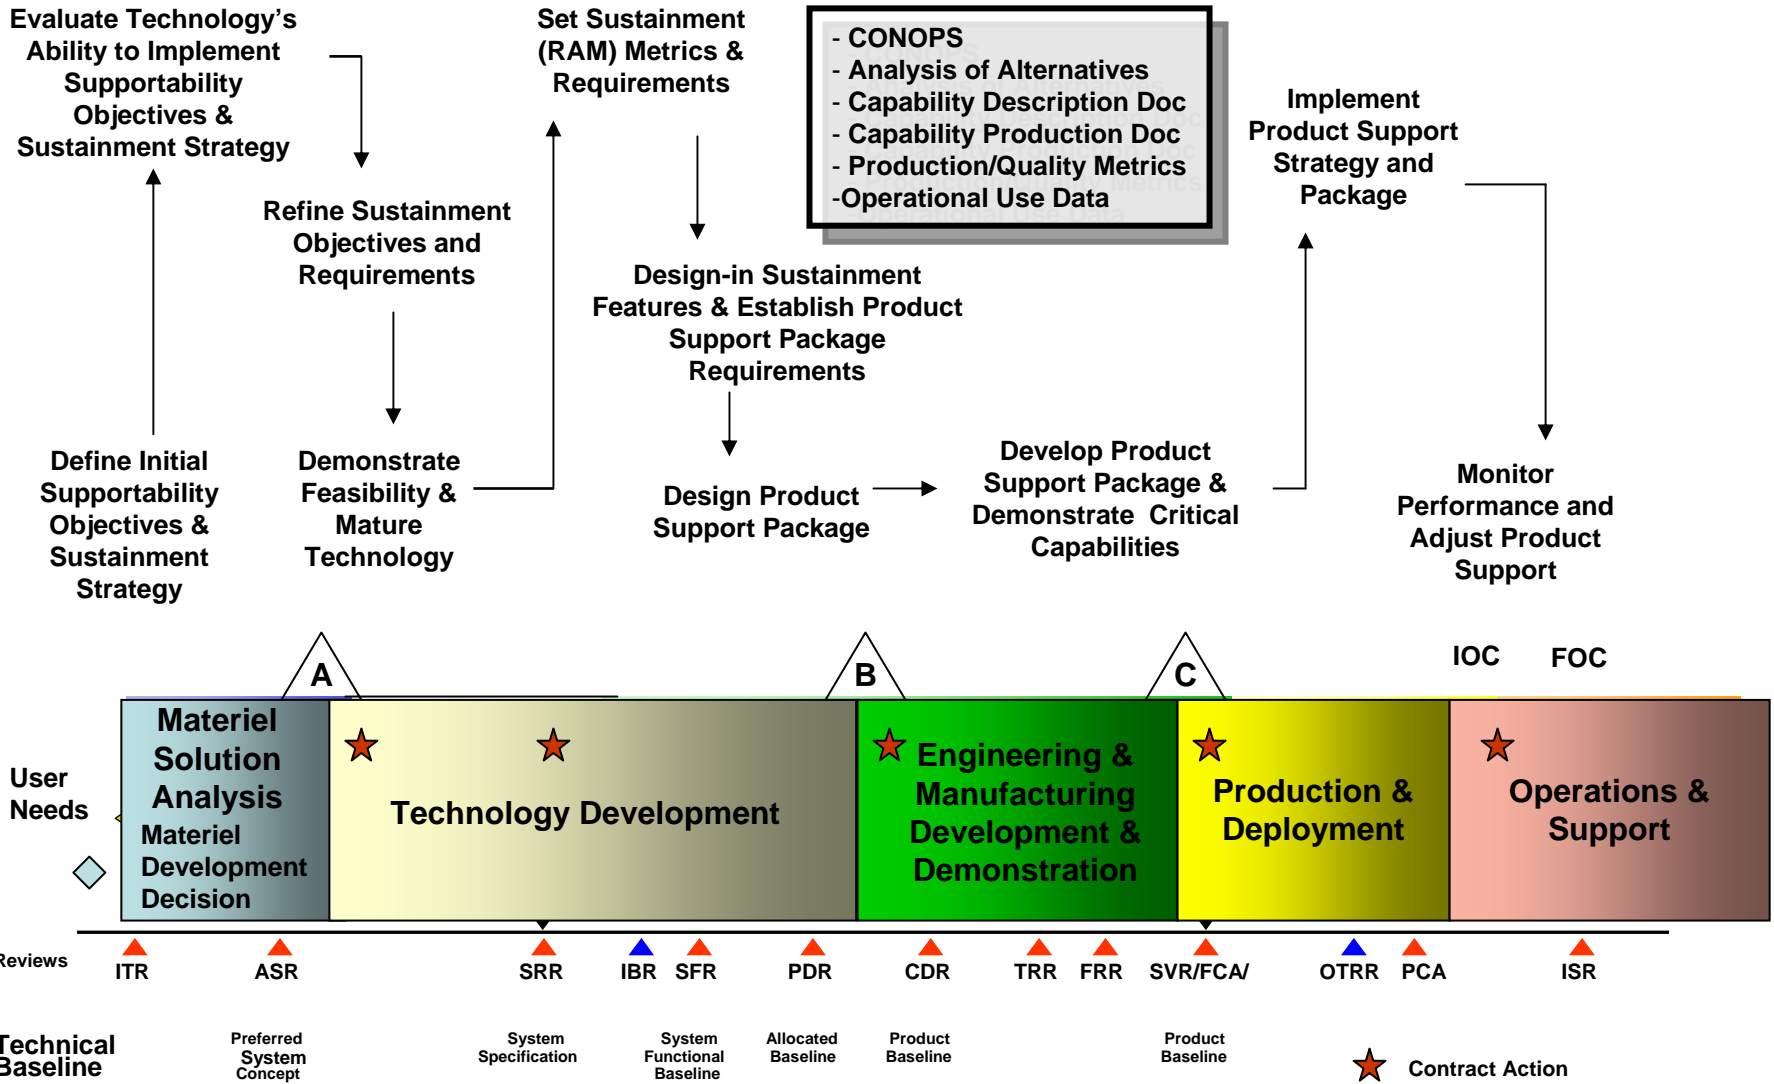 Evaluate Technology's
Ability to Implement
Supportability
Objectives &
Sustainment Strategy
Set Sustainment
(RAM) Metrics &
Requirements
- CONOPS
- Analysis of Alternatives
- Capability Description Doc
- Capability Production Doc
- Production/Quality Metrics
-Operational Use Data
Implement
Product Support
Strategy and
Package
Refine Sustainment
Objectives and
Requirements
Design-in Sustainment
Features & Establish Product
Support Package
Requirements
Define Initial
Supportability
Objectives &
Sustainment
Strategy
Demonstrate
Feasibility &
Mature
Technology
Design Product
Support Package
Develop Product
Support Package &
Demonstrate Critical
Capabilities
Monitor
Performance and
Adjust Product
Support
A
B
C
IOC
FOC
User
Needs
Materiel
Solution
Analysis
Materiel
Development
Decision
Technology Development
Engineering &
Manufacturing
Development &
Demonstration
Production &
Deployment
Operations &
Support
Reviews
ITR
ASR
SRR
IBR
SFR
PDR
CDR
TRR
FRR
SVR/FCA/
OTRR
PCA
ISR
Technical
Baseline
Preferred
System
Concept
System
Specification
System
Functional
Baseline
Allocated
Baseline
Product
Baseline
Product
Baseline
Contract Action